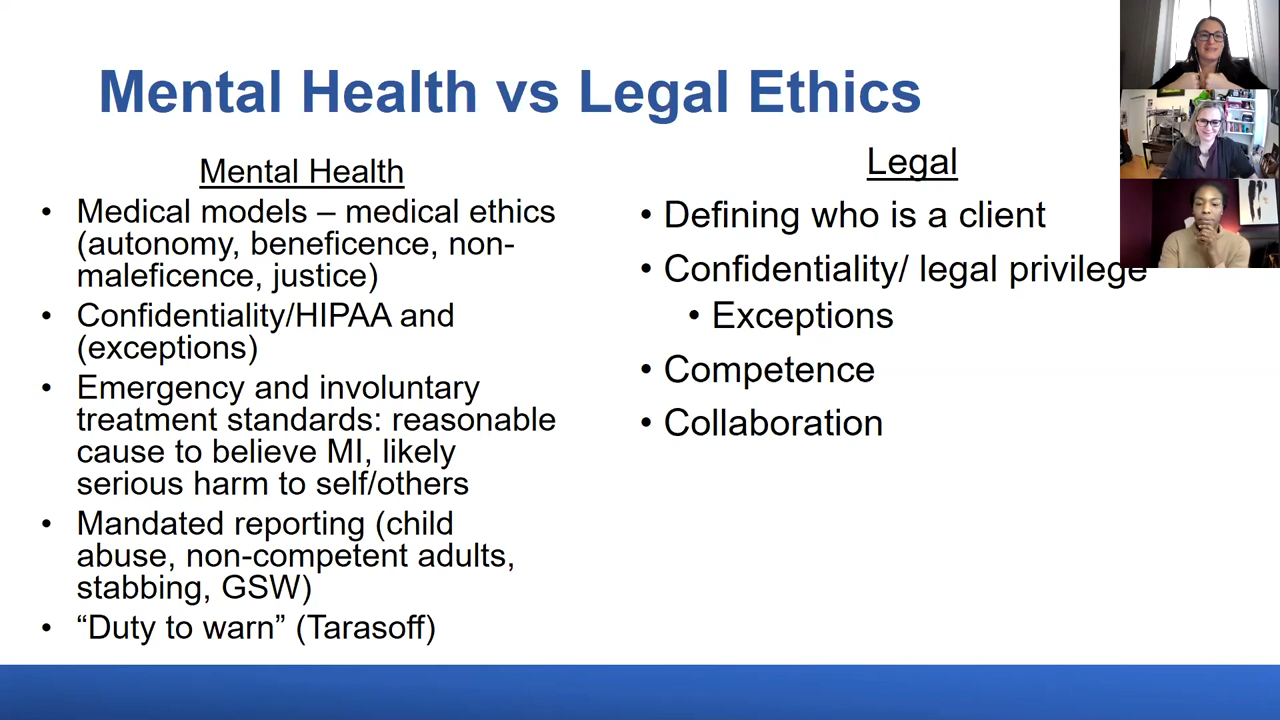 Mental Health vs Legal Ethics
Mental Health
• Medical models – medical ethics
(autonomy, beneficence, non-
maleficence, justice)
• Confidentiality/HIPAA and
(exceptions)
• Emergency and involuntary
treatment standards: reasonable
cause to believe MI, likely
serious harm to self/others
• Mandated reporting (child
abuse, non-competent adults,
stabbing, GSW)
• “Duty to warn” (Tarasoff)
Legal
• Defining who is a client
• Confidentiality/ legal privilege
• Exceptions
• Competence
• Collaboration